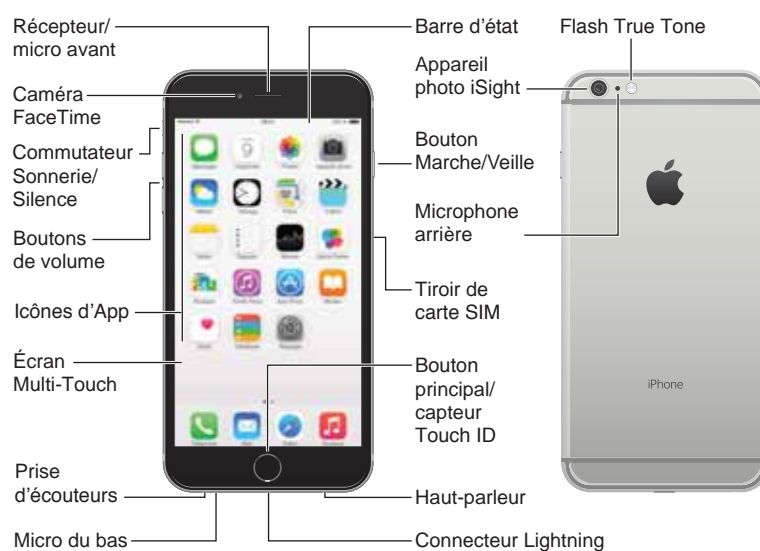 Récepteur/
micro avant
Caméra
FaceTime
Commutateur
Sonnerie/
Silence
Boutons
de volume
Icônes d'App
Écran
Multi-Touch
Prise
d'écouteurs
Micro du bas
Barre d'état
Appareil
photo iSight
Bouton
Marche/Veille
Microphone
arrière
Tiroir de
carte SIM
Bouton
principal/
capteur
Touch ID
Haut-parleur
Connecteur Lightning
Flash True Tone
iPhone